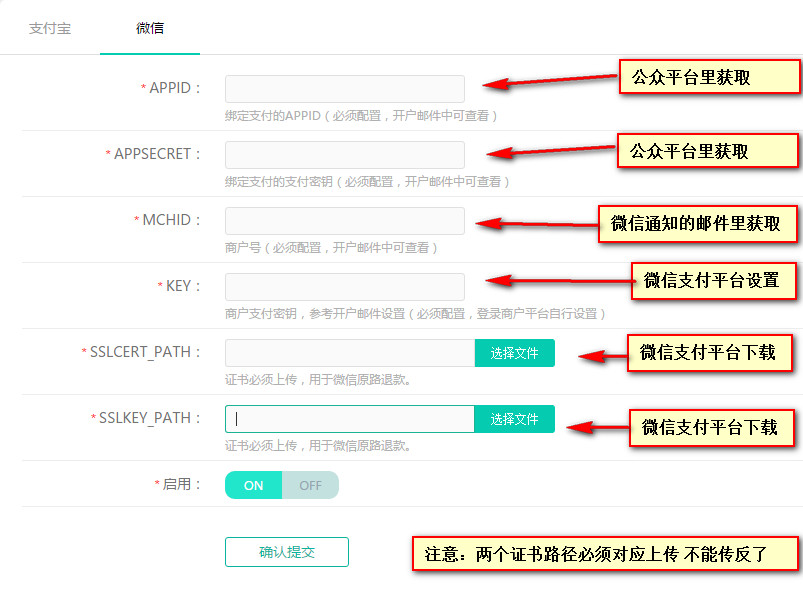 支付宝 微信
* APPID： 公众平台里获取
绑定支付的APPID（必须配置，开户邮件中可查看）
* APPSECRET： 公众平台里获取
绑定支付的支付密钥（必须配置，开户邮件中可查看）
* MCHID： 微信通知的邮件里获取
商户号（必须配置，开户邮件中可查看）
* KEY： 微信支付平台设置
商户支付密钥，参考开户邮件设置（必须配置，登录商户平台自行设置）
* SSLCERT_PATH： 选择文件 微信支付平台下载
证书必须上传，用于微信原路退款。
* SSLKEY_PATH： 选择文件 微信支付平台下载
证书必须上传，用于微信原路退款。
* 启用： ON OFF
确认提交 注意：两个证书路径必须对应上传 不能传反了